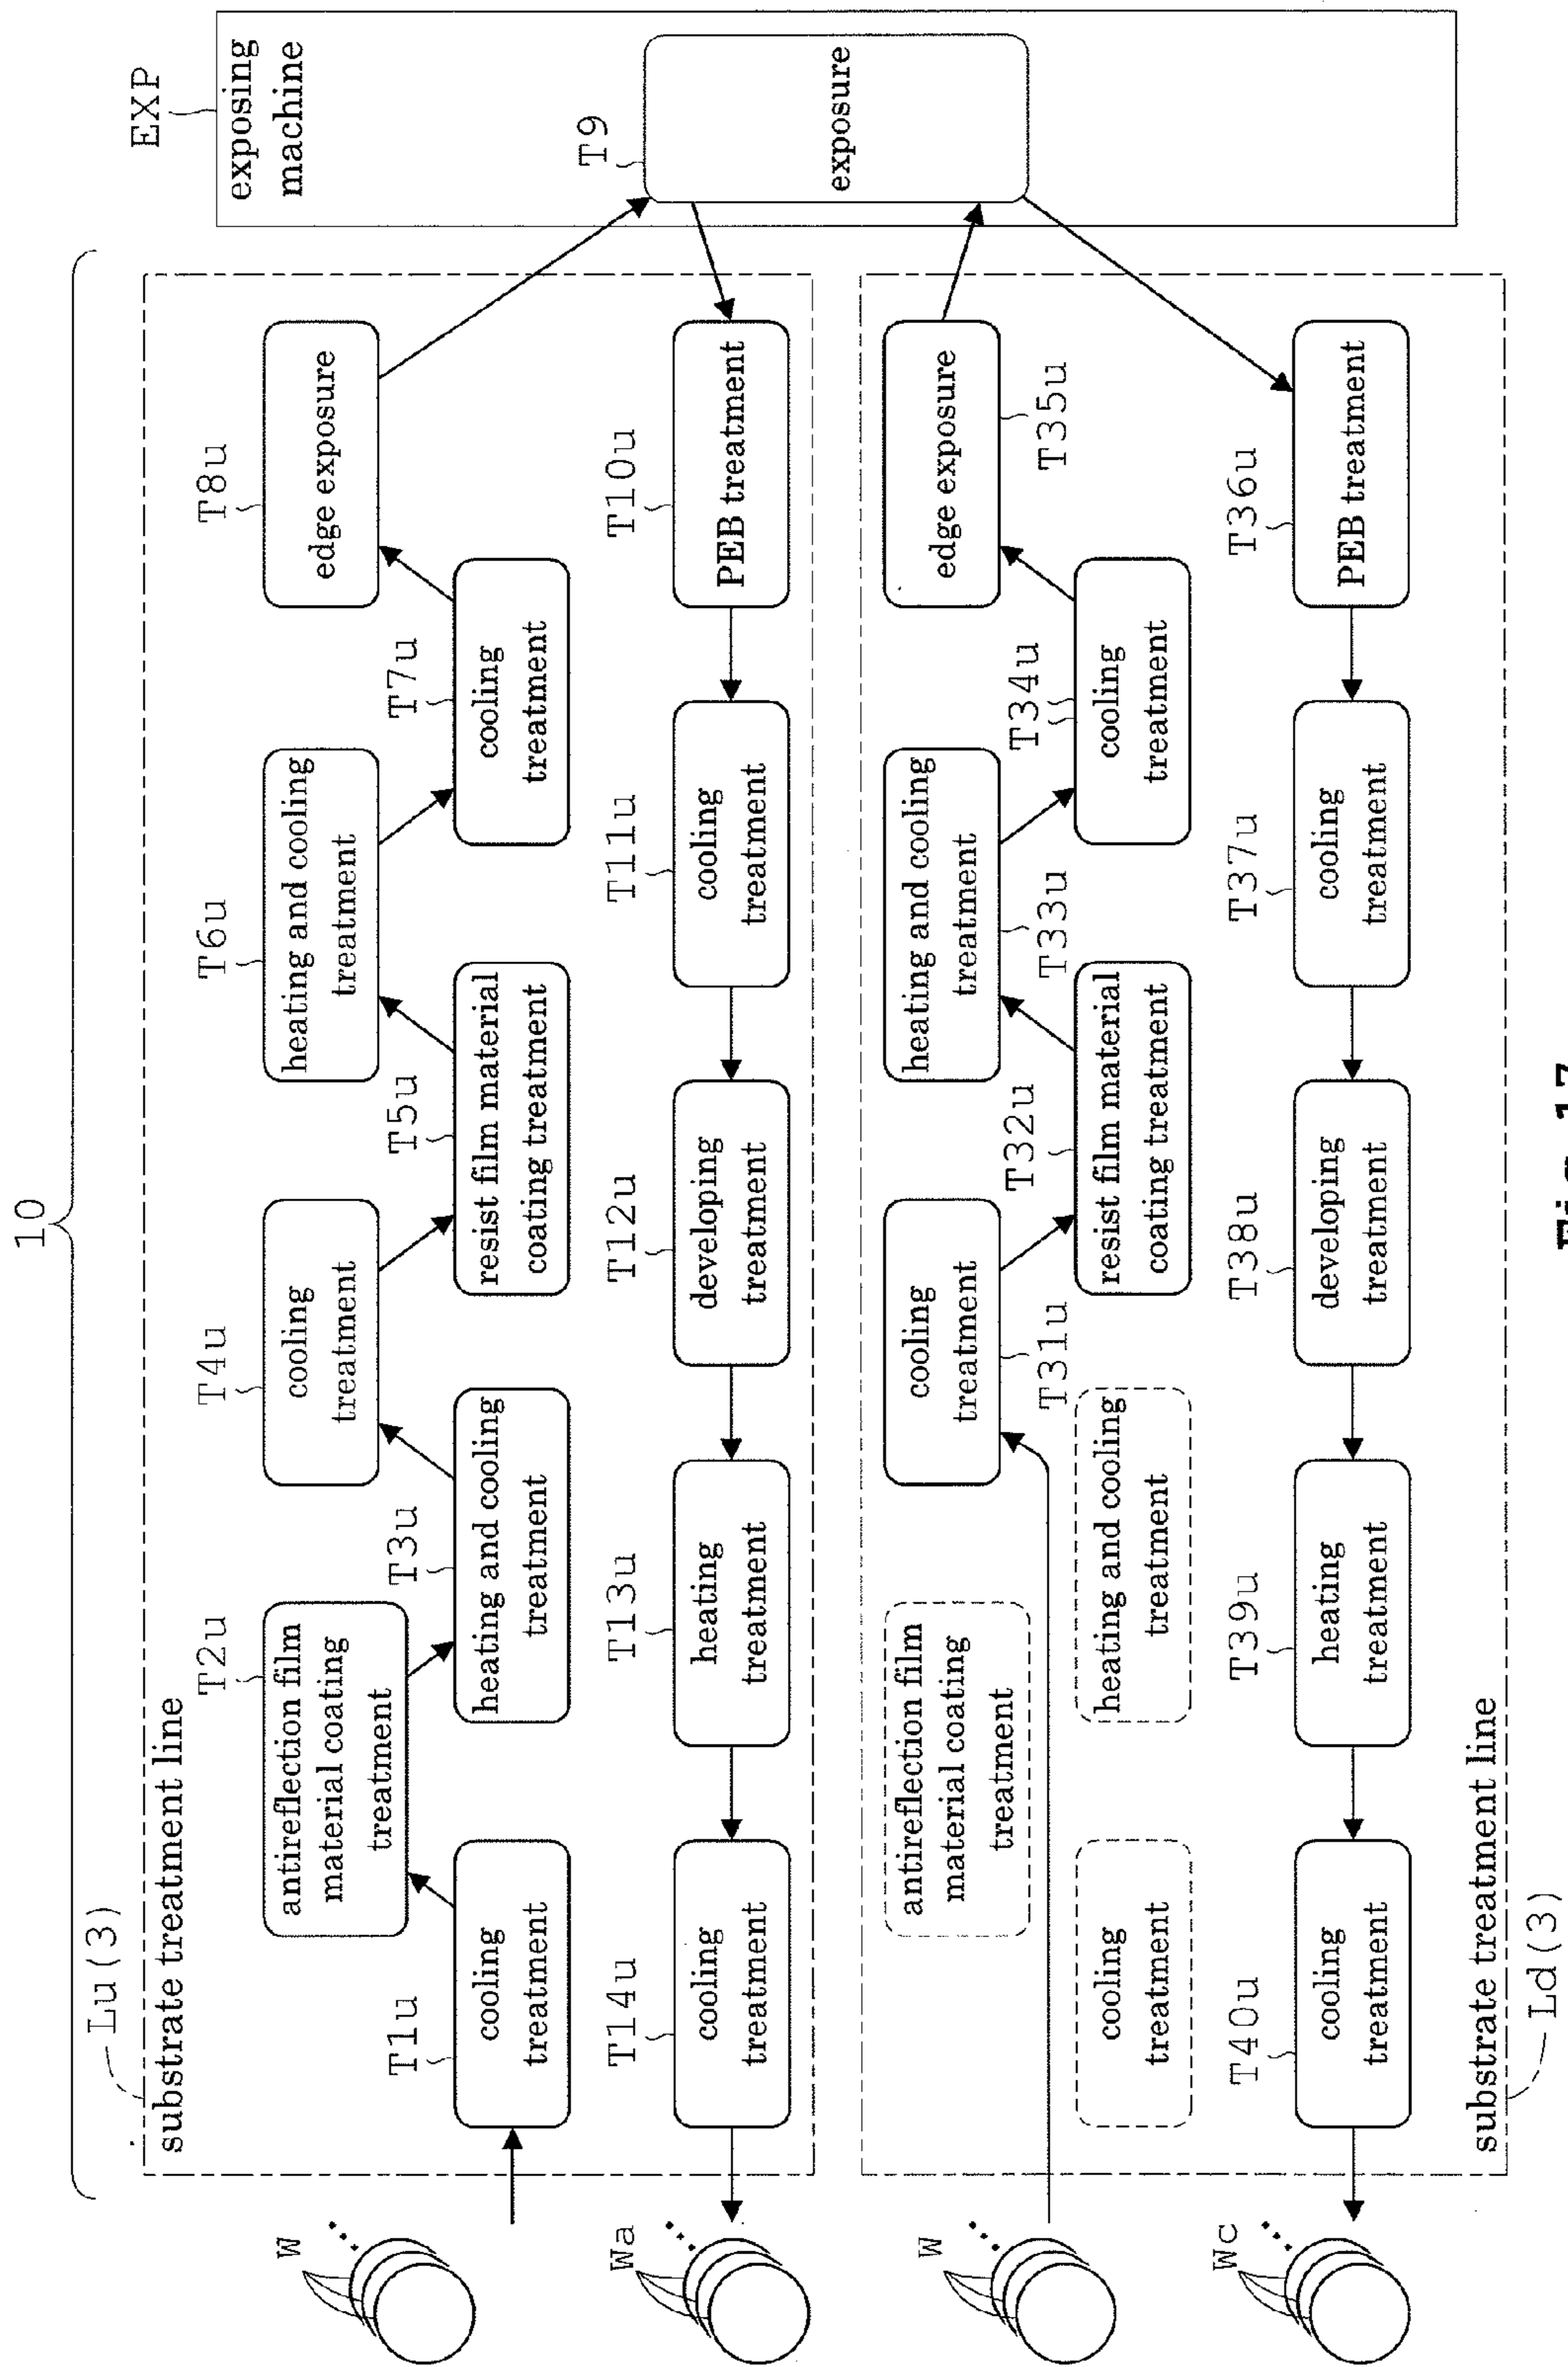 10
EXP
exposing
machine
Lu(3)
substrate treatment line
T1u
cooling
treatment
T2u
antireflection film
material coating
treatment
T3u
heating and cooling
treatment
T4u
cooling
treatment
T5u
resist film material
coating treatment
T6u
heating and cooling
treatment
T7u
cooling
treatment
T8u
edge exposure
T9
exposure
T10u
PEB treatment
T11u
cooling
treatment
T12u
developing
treatment
T13u
heating
treatment
T14u
cooling
treatment
W
Wa
cooling
treatment
antireflection film
material coating
treatment
heating and cooling
treatment
cooling
treatment
T31u
T32u
resist film material
coating treatment
heating and cooling
treatment
T33u
T34u
cooling
treatment
edge exposure
T35u
T36u
PEB treatment
T37u
cooling
treatment
T38u
developing
treatment
T39u
heating
treatment
T40u
cooling
treatment
W
Wc
substrate treatment line
Ld(3)